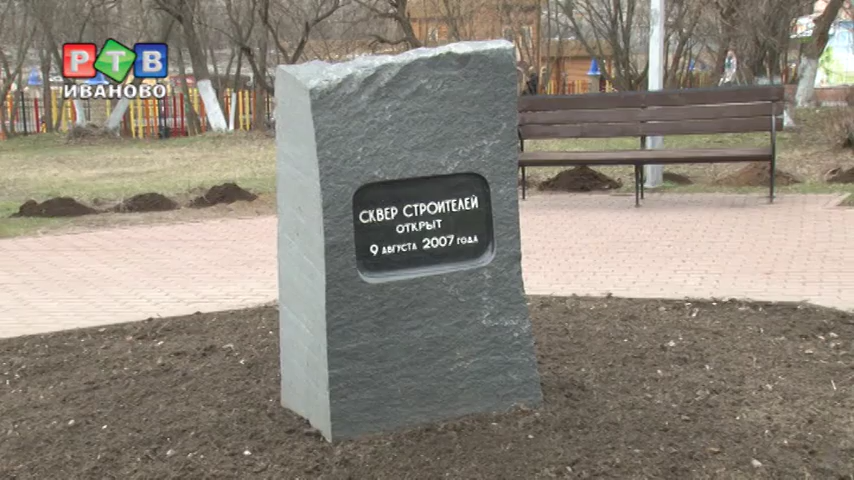 РТВ
ИВАНОВО
СКВЕР СТРОИТЕЛЕЙ
ОТКРЫТ
9 АВГУСТА 2007 ГОДА